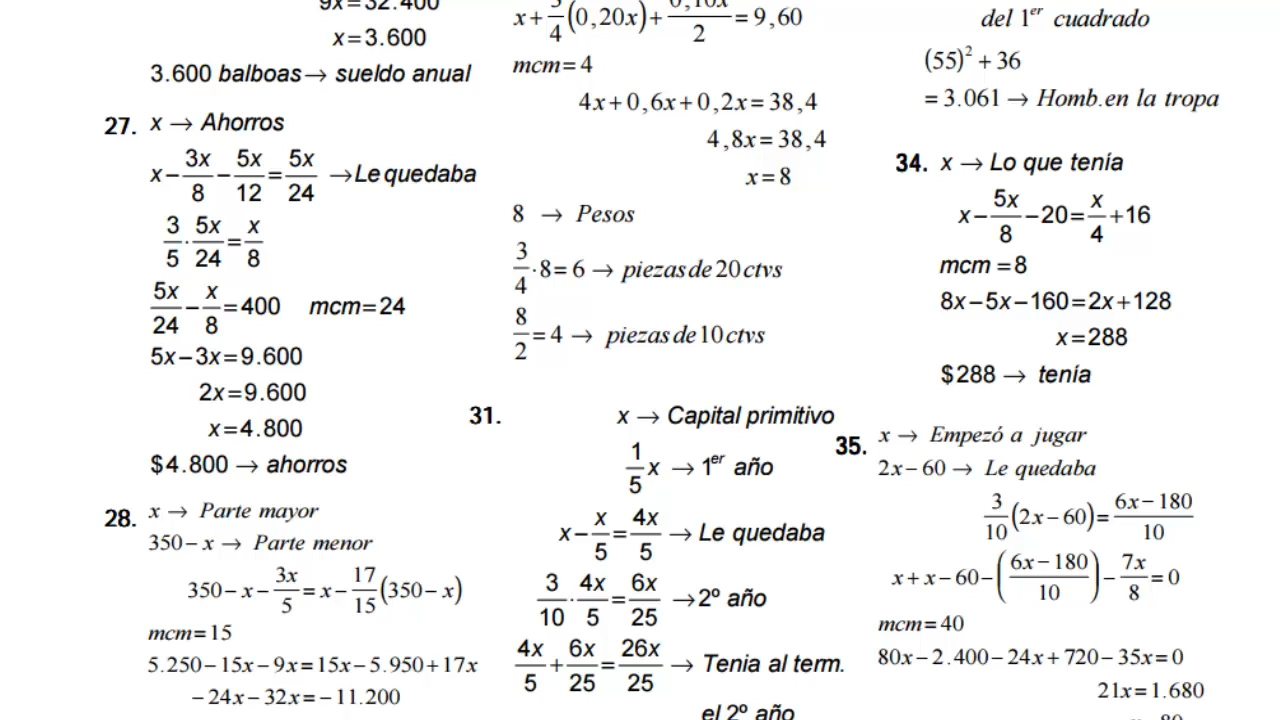 9x=32.400
x=3.600
3.600 balboas→ sueldo anual
27. x → Ahorros
x−3x/8−5x/12=5x/24 →Le quedaba
3/5·5x/24=x/8
5x/24−x/8=400 mcm=24
5x−3x=9.600
2x=9.600
x=4.800
$4.800 → ahorros
28. x → Parte mayor
350−x → Parte menor
350−x−3x/5=x−17/15(350−x)
mcm=15
5.250−15x−9x=15x−5.950+17x
−24x−32x=−11.200
x+3/4(0,20x)+0,10x/2=9,60
mcm=4
4x+0,6x+0,2x=38,4
4,8x=38,4
x=8
8 → Pesos
3/4·8=6 → piezas de 20 ctvs
8/2=4 → piezas de 10 ctvs
31. x → Capital primitivo
1/5x → 1er año
x−x/5=4x/5 → Le quedaba
3/10·4x/5=6x/25 →2º año
4x/5+6x/25=26x/25 → Tenia al term.
el 2º año
del 1er cuadrado
(55)²+36
=3.061 → Homb.en la tropa
34. x → Lo que tenía
x−5x/8−20=x/4+16
mcm =8
8x−5x−160=2x+128
x=288
$288 → tenía
35. x → Empezó a jugar
2x−60 → Le quedaba
3/10(2x−60)=6x−180/10
x+x−60−(6x−180/10)−7x/8=0
mcm=40
80x−2.400−24x+720−35x=0
21x=1.680
x=80